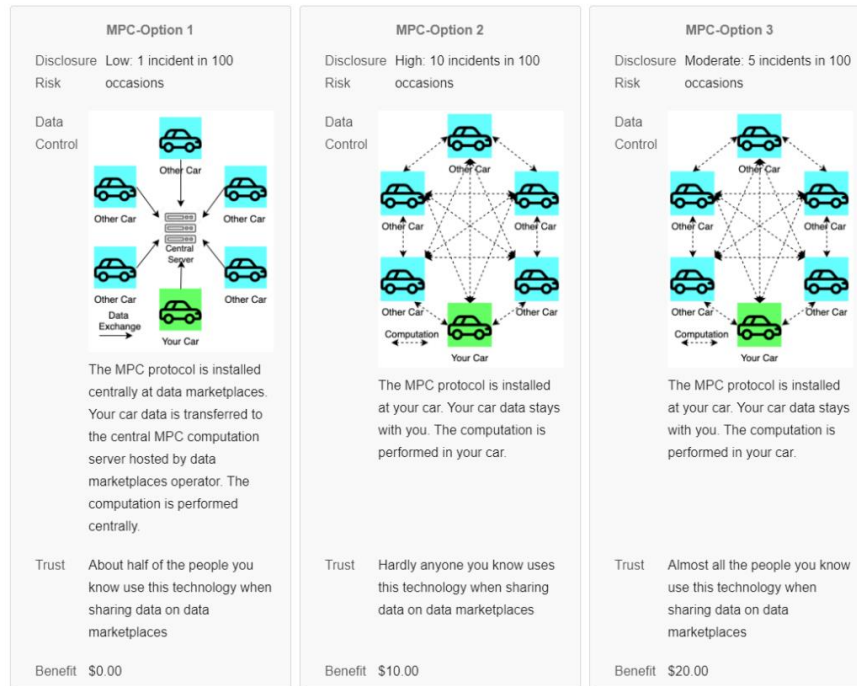 MPC-Option 1
Disclosure Risk
Low: 1 incident in 100
occasions
Data
Control
Other Car
Other Car
Other Car
Central
Server
Other Car
Other Car
Data
Exchange
Your Car
The MPC protocol is installed
centrally at data marketplaces.
Your car data is transferred to
the central MPC computation
server hosted by data
marketplaces operator. The
computation is performed
centrally.
Trust
About half of the people you
know use this technology when
sharing data on data
marketplaces
Benefit $0.00
MPC-Option 2
Disclosure Risk
High: 10 incidents in 100
occasions
Data
Control
Other Car
Other Car
Other Car
Other Car
Other Car
Computation
Your Car
The MPC protocol is installed
at your car. Your car data stays
with you. The computation is
performed in your car.
Trust
Hardly anyone you know uses
this technology when sharing
data on data marketplaces
Benefit $10.00
MPC-Option 3
Disclosure Risk
Moderate: 5 incidents in 100
occasions
Data
Control
Other Car
Other Car
Other Car
Other Car
Other Car
Computation
Your Car
The MPC protocol is installed
at your car. Your car data stays
with you. The computation is
performed in your car.
Trust
Almost all the people you know
use this technology when
sharing data on data
marketplaces
Benefit $20.00